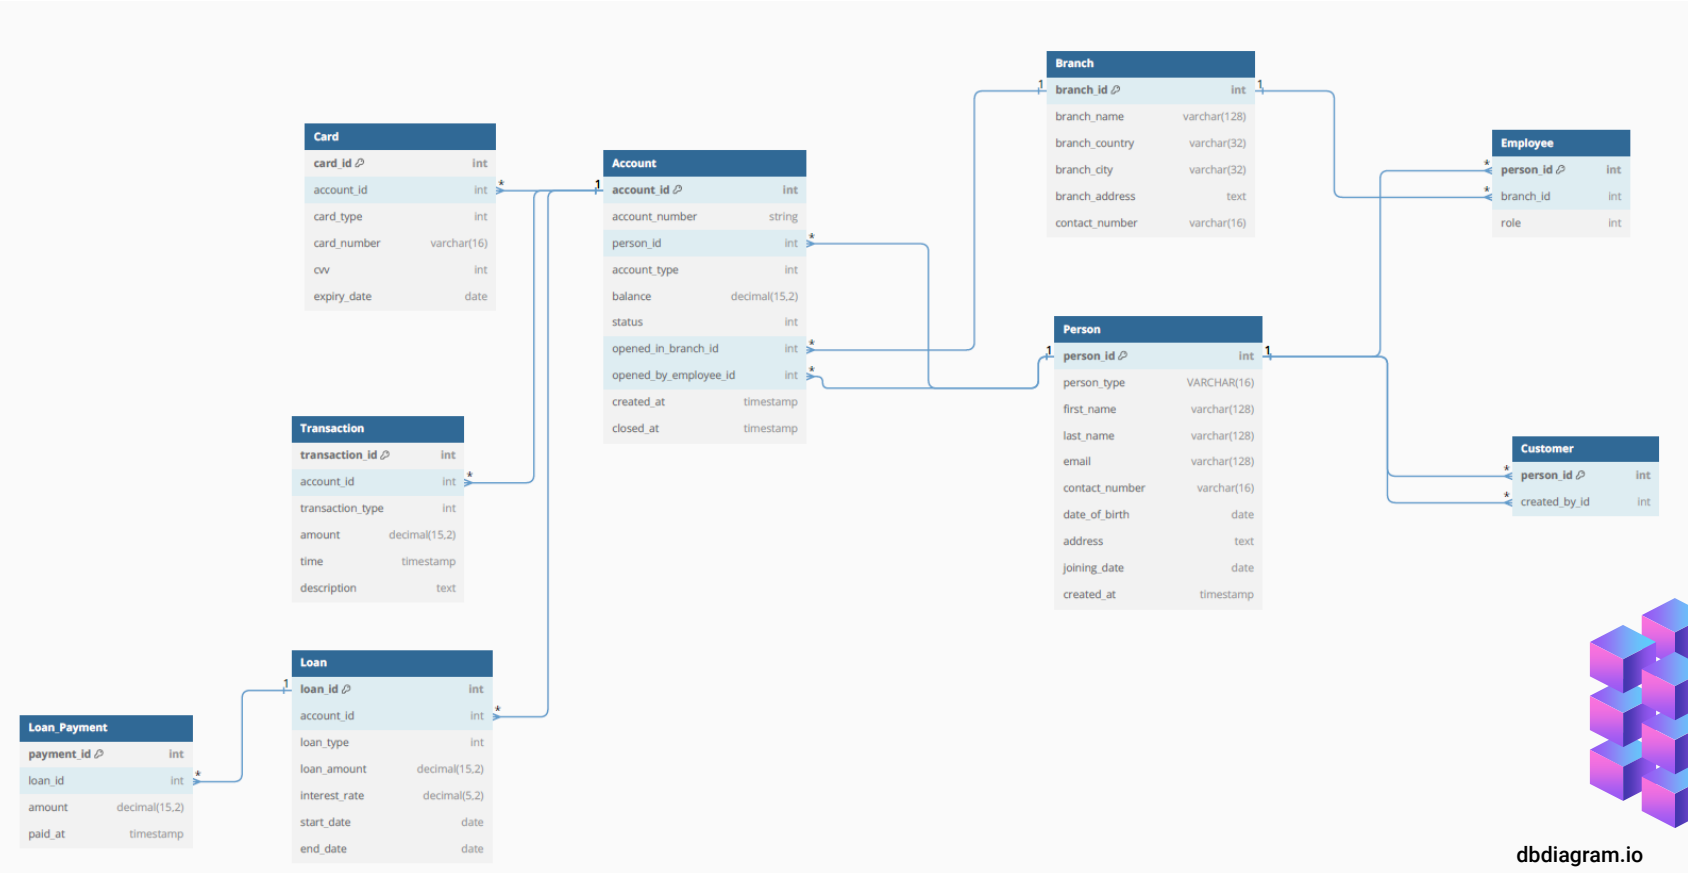 Branch
branch_id int
branch_name varchar(128)
branch_country varchar(32)
branch_city varchar(32)
branch_address text
contact_number varchar(16)
1
1
Card
card_id int
account_id int
card_type int
card_number varchar(16)
cvv int
expiry_date date
*
Account
account_id int
account_number string
person_id int
account_type int
balance decimal(15,2)
status int
opened_in_branch_id int
opened_by_employee_id int
created_at timestamp
closed_at timestamp
1
*
*
*
Employee
person_id int
branch_id int
role int
*
*
Person
person_id int
person_type VARCHAR(16)
first_name varchar(128)
last_name varchar(128)
email varchar(128)
contact_number varchar(16)
date_of_birth date
address text
joining_date date
created_at timestamp
1
1
Customer
person_id int
created_by_id int
*
*
Transaction
transaction_id int
account_id int
transaction_type int
amount decimal(15,2)
time timestamp
description text
*
Loan
loan_id int
account_id int
loan_type int
loan_amount decimal(15,2)
interest_rate decimal(5,2)
start_date date
end_date date
1
*
Loan_Payment
payment_id int
loan_id int
amount decimal(15,2)
paid_at timestamp
*
dbdiagram.io